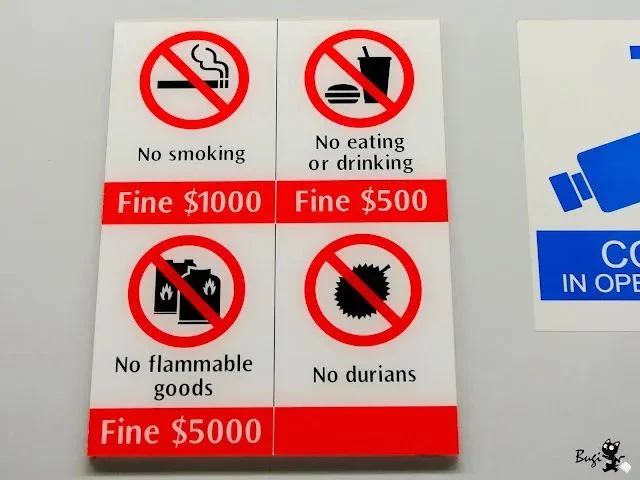 No smoking
Fine $1000
No eating
or drinking
Fine $500
No flammable
goods
Fine $5000
No durians
CO
IN OPE
Bugi